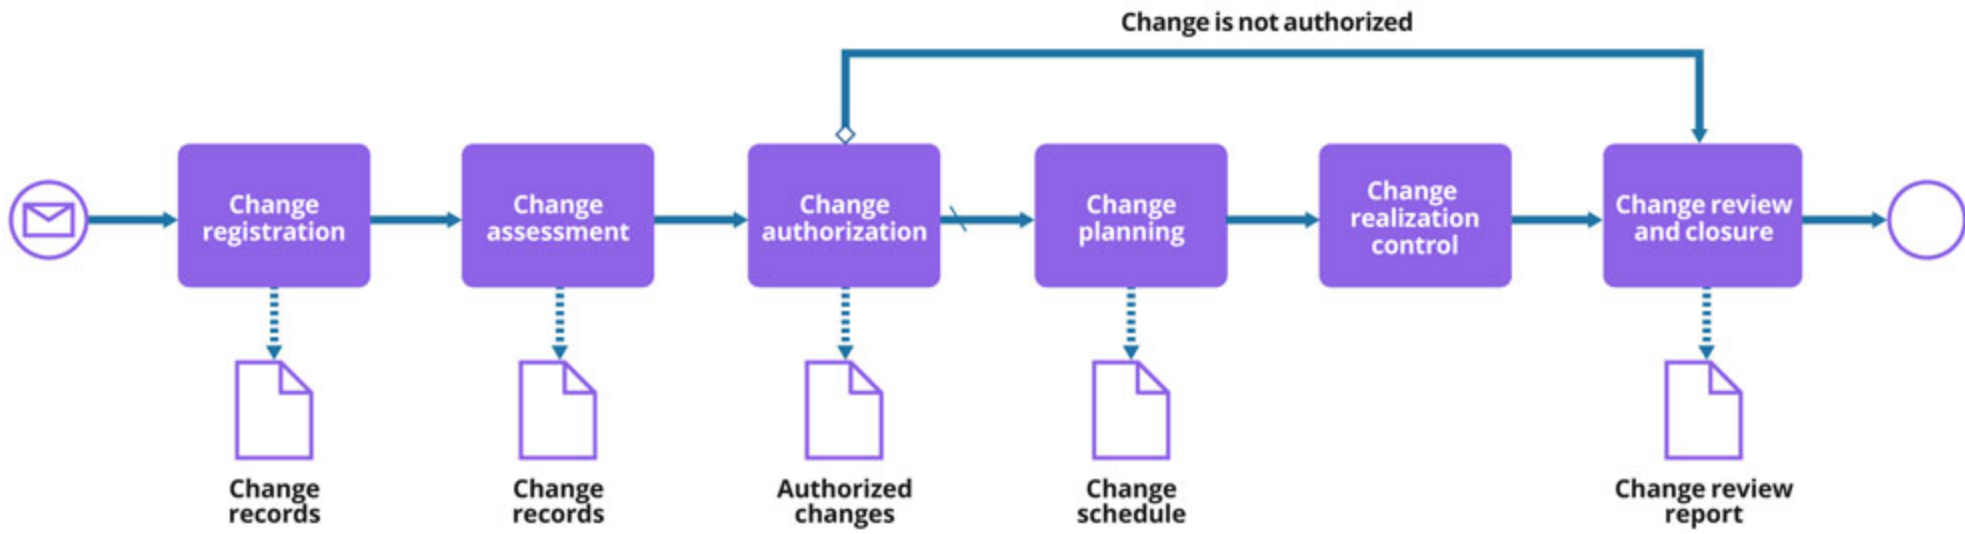 Change is not authorized
Change
registration
Change
assessment
Change
authorization
Change
planning
Change
realization
control
Change review
and closure
Change
records
Change
records
Authorized
changes
Change
schedule
Change review
report